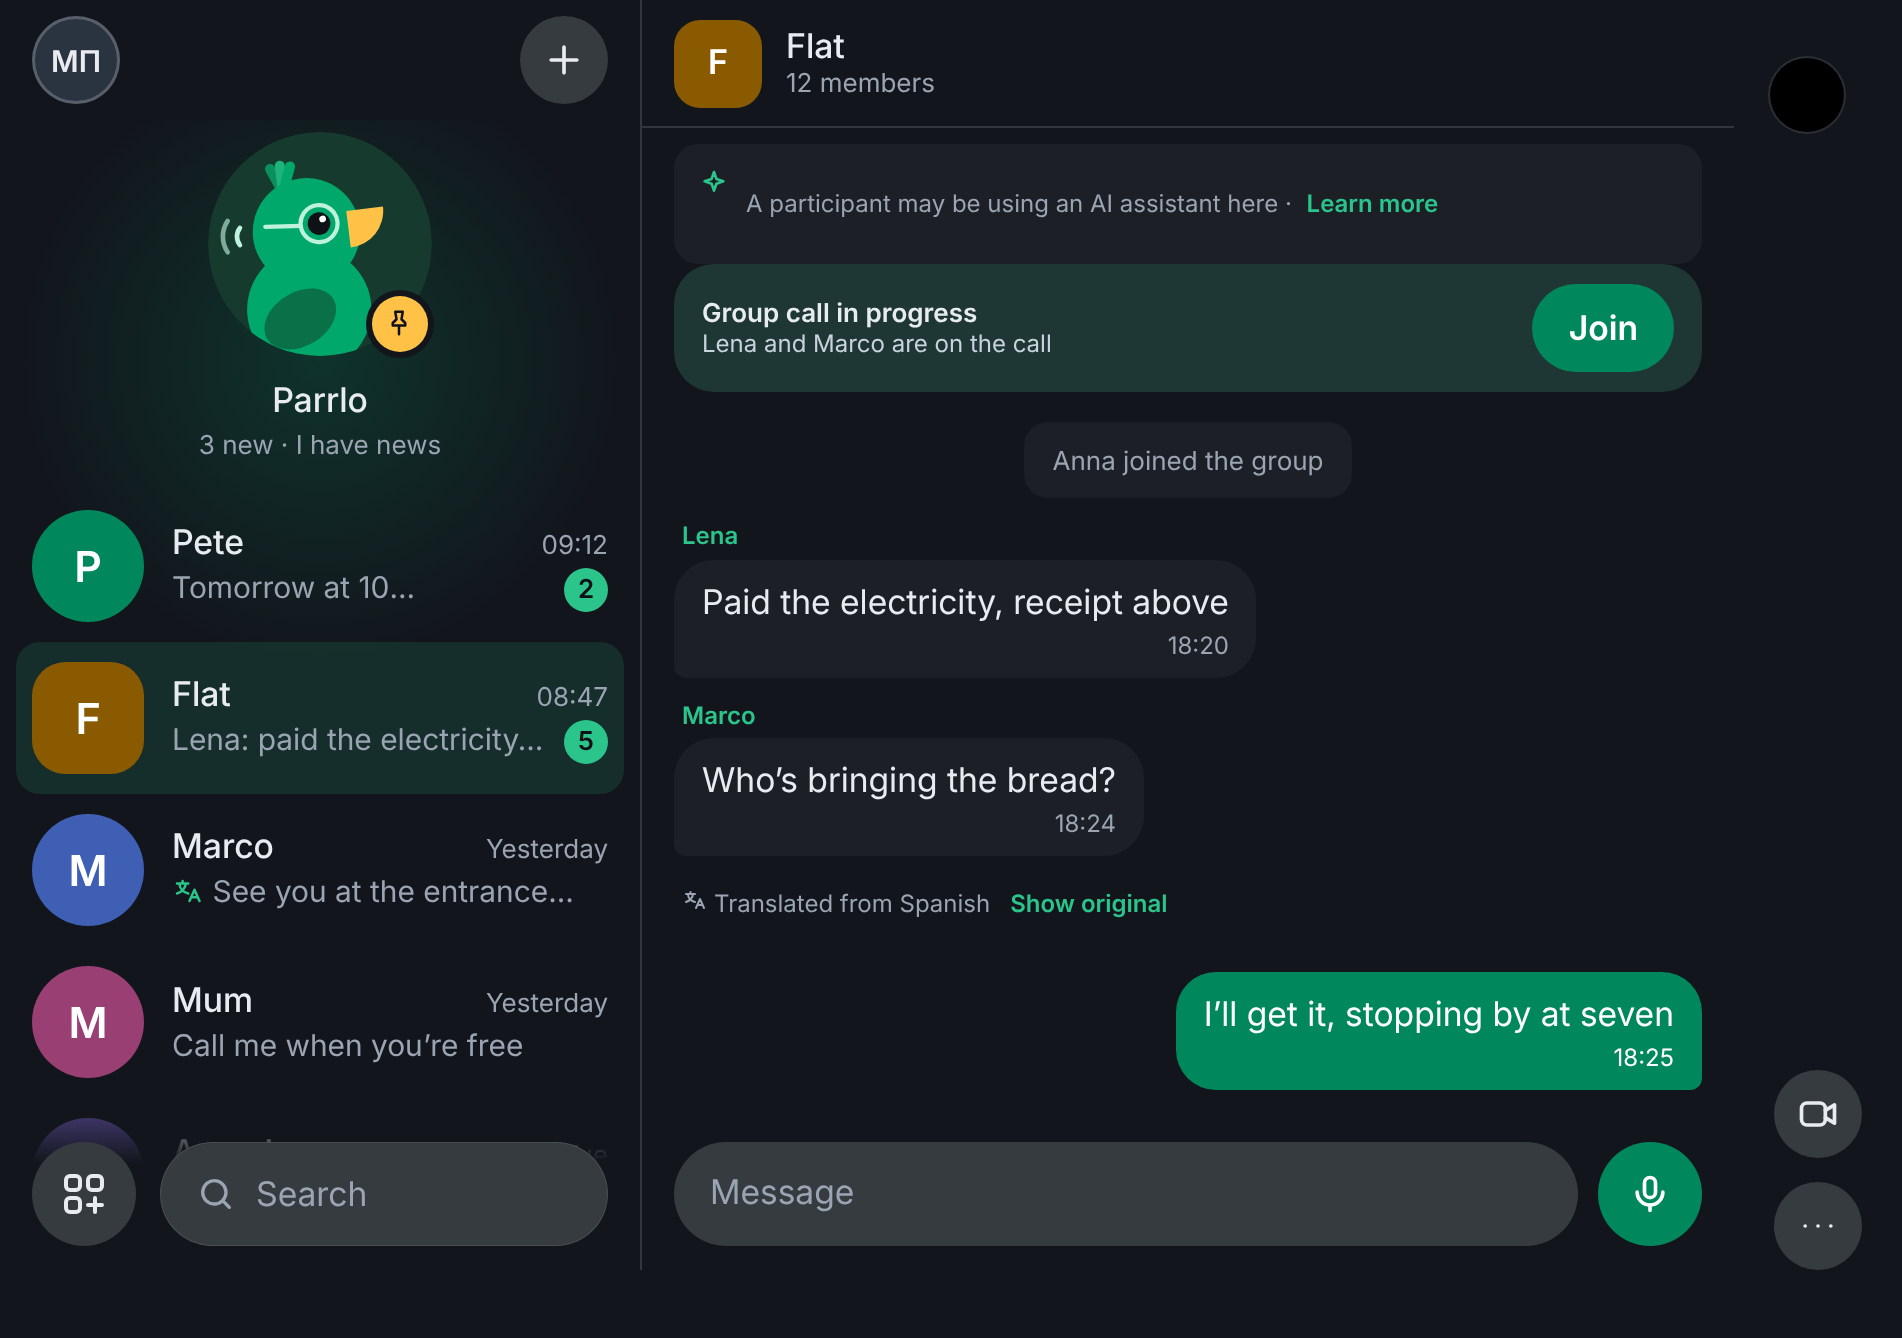 МП
Parrlo
3 new · I have news
P
Pete
09:12
Tomorrow at 10...
2
F
Flat
08:47
Lena: paid the electricity...
5
M
Marco
Yesterday
See you at the entrance...
M
Mum
Yesterday
Call me when you’re free
Search
F
Flat
12 members
A participant may be using an AI assistant here · Learn more
Group call in progress
Lena and Marco are on the call
Join
Anna joined the group
Lena
Paid the electricity, receipt above
18:20
Marco
Who’s bringing the bread?
18:24
Translated from Spanish Show original
I’ll get it, stopping by at seven
18:25
Message